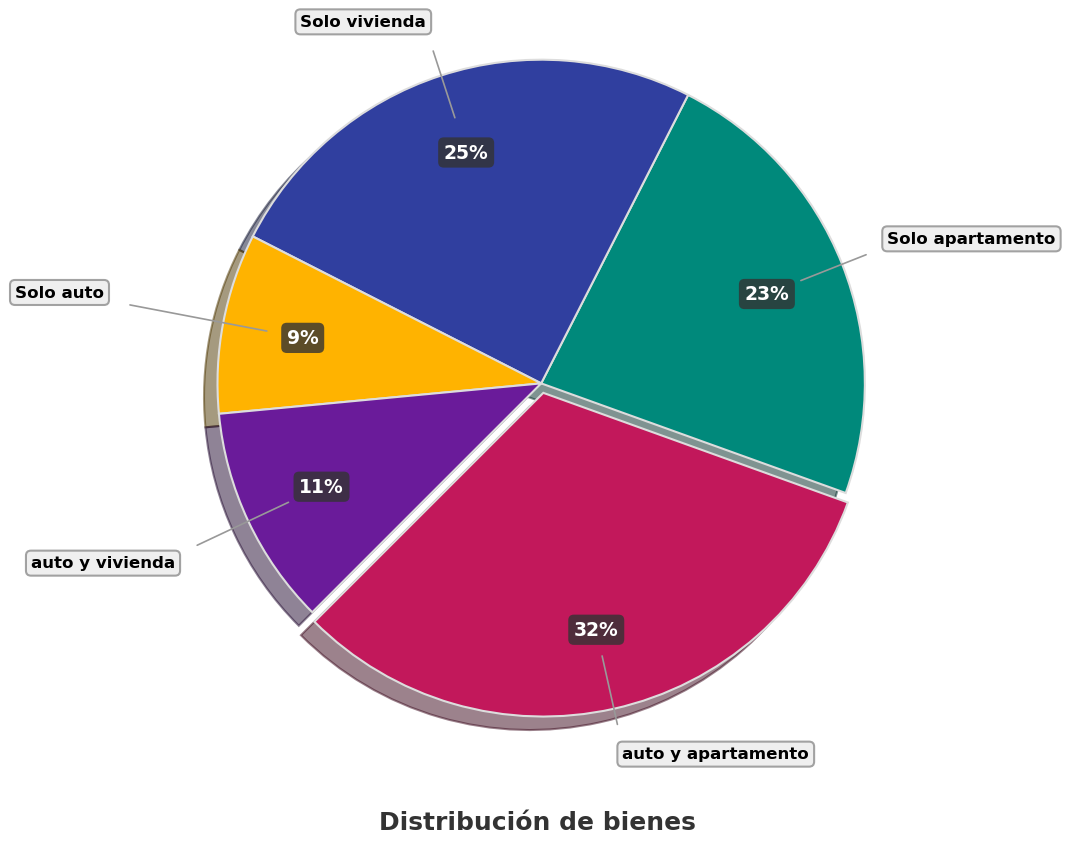 Solo vivienda
25%
Solo apartamento
23%
Solo auto
9%
11%
auto y vivienda
32%
auto y apartamento
Distribución de bienes